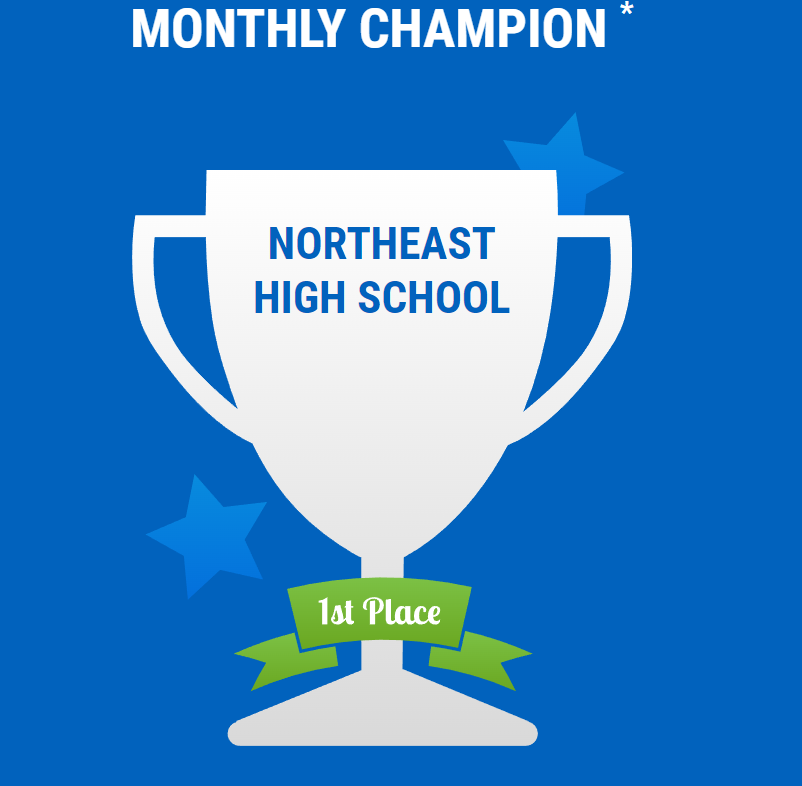 MONTHLY CHAMPION *
NORTHEAST
HIGH SCHOOL
1st Place